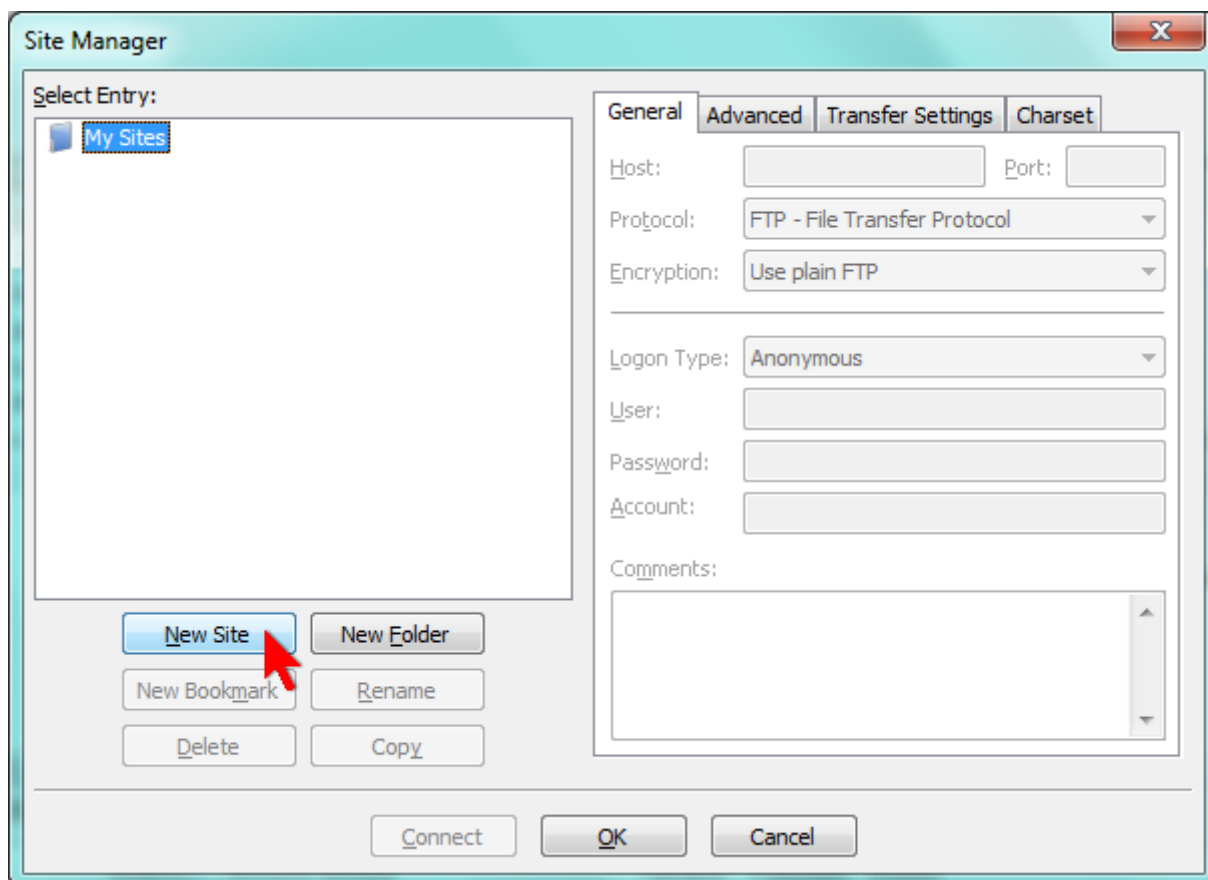 Site Manager
X
Select Entry:
My Sites
New Site
New Folder
New Bookmark
Rename
Delete
Copy
General
Advanced
Transfer Settings
Charset
Host:
Port:
Protocol:
FTP - File Transfer Protocol
Encryption:
Use plain FTP
Logon Type:
Anonymous
User:
Password:
Account:
Comments:
Connect
OK
Cancel